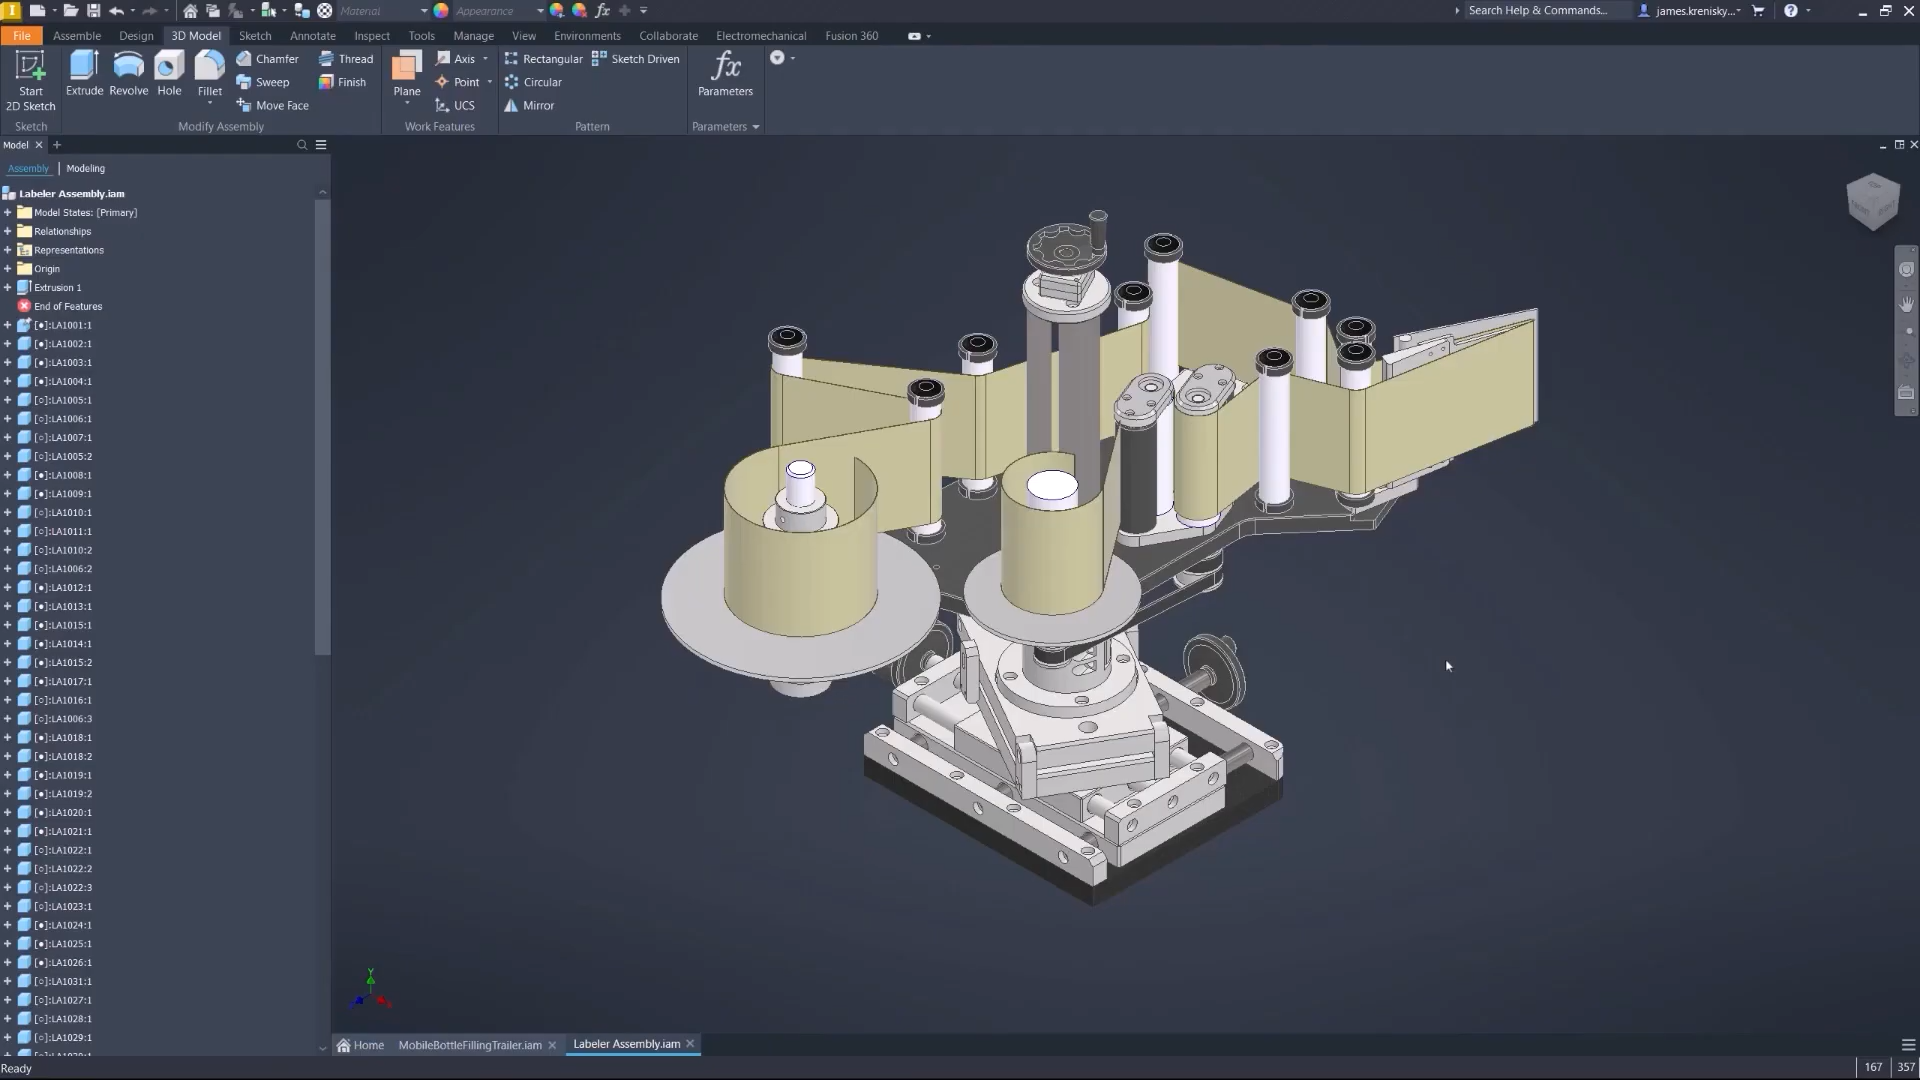 Material
Appearance
fx
Search Help & Commands...
james.krenisky...
File
Assemble
Design
3D Model
Sketch
Annotate
Inspect
Tools
Manage
View
Environments
Collaborate
Electromechanical
Fusion 360
Start
2D Sketch
Extrude
Revolve
Hole
Fillet
Chamfer
Sweep
Move Face
Thread
Finish
Plane
Axis
Point
UCS
Rectangular
Circular
Mirror
Sketch Driven
fx
Parameters
Sketch
Modify Assembly
Work Features
Pattern
Parameters
Model
Assembly | Modeling
Labeler Assembly.iam
Model States: [Primary]
Relationships
Representations
Origin
Extrusion 1
End of Features
[●]:LA1001:1
[●]:LA1002:1
[●]:LA1003:1
[●]:LA1004:1
[○]:LA1005:1
[○]:LA1006:1
[○]:LA1007:1
[○]:LA1005:2
[●]:LA1008:1
[●]:LA1009:1
[○]:LA1010:1
[○]:LA1011:1
[○]:LA1010:2
[○]:LA1006:2
[●]:LA1012:1
[●]:LA1013:1
[●]:LA1015:1
[●]:LA1014:1
[●]:LA1015:2
[●]:LA1017:1
[○]:LA1016:1
[○]:LA1006:3
[●]:LA1018:1
[●]:LA1018:2
[●]:LA1019:1
[●]:LA1019:2
[●]:LA1020:1
[●]:LA1021:1
[○]:LA1022:1
[○]:LA1022:2
[○]:LA1022:3
[○]:LA1023:1
[●]:LA1024:1
[●]:LA1025:1
[●]:LA1026:1
[○]:LA1031:1
[○]:LA1027:1
[○]:LA1028:1
[○]:LA1029:1
FRONT
RIGHT
Y
Home
MobileBottleFillingTrailer.iam
Labeler Assembly.iam
Ready
167
357